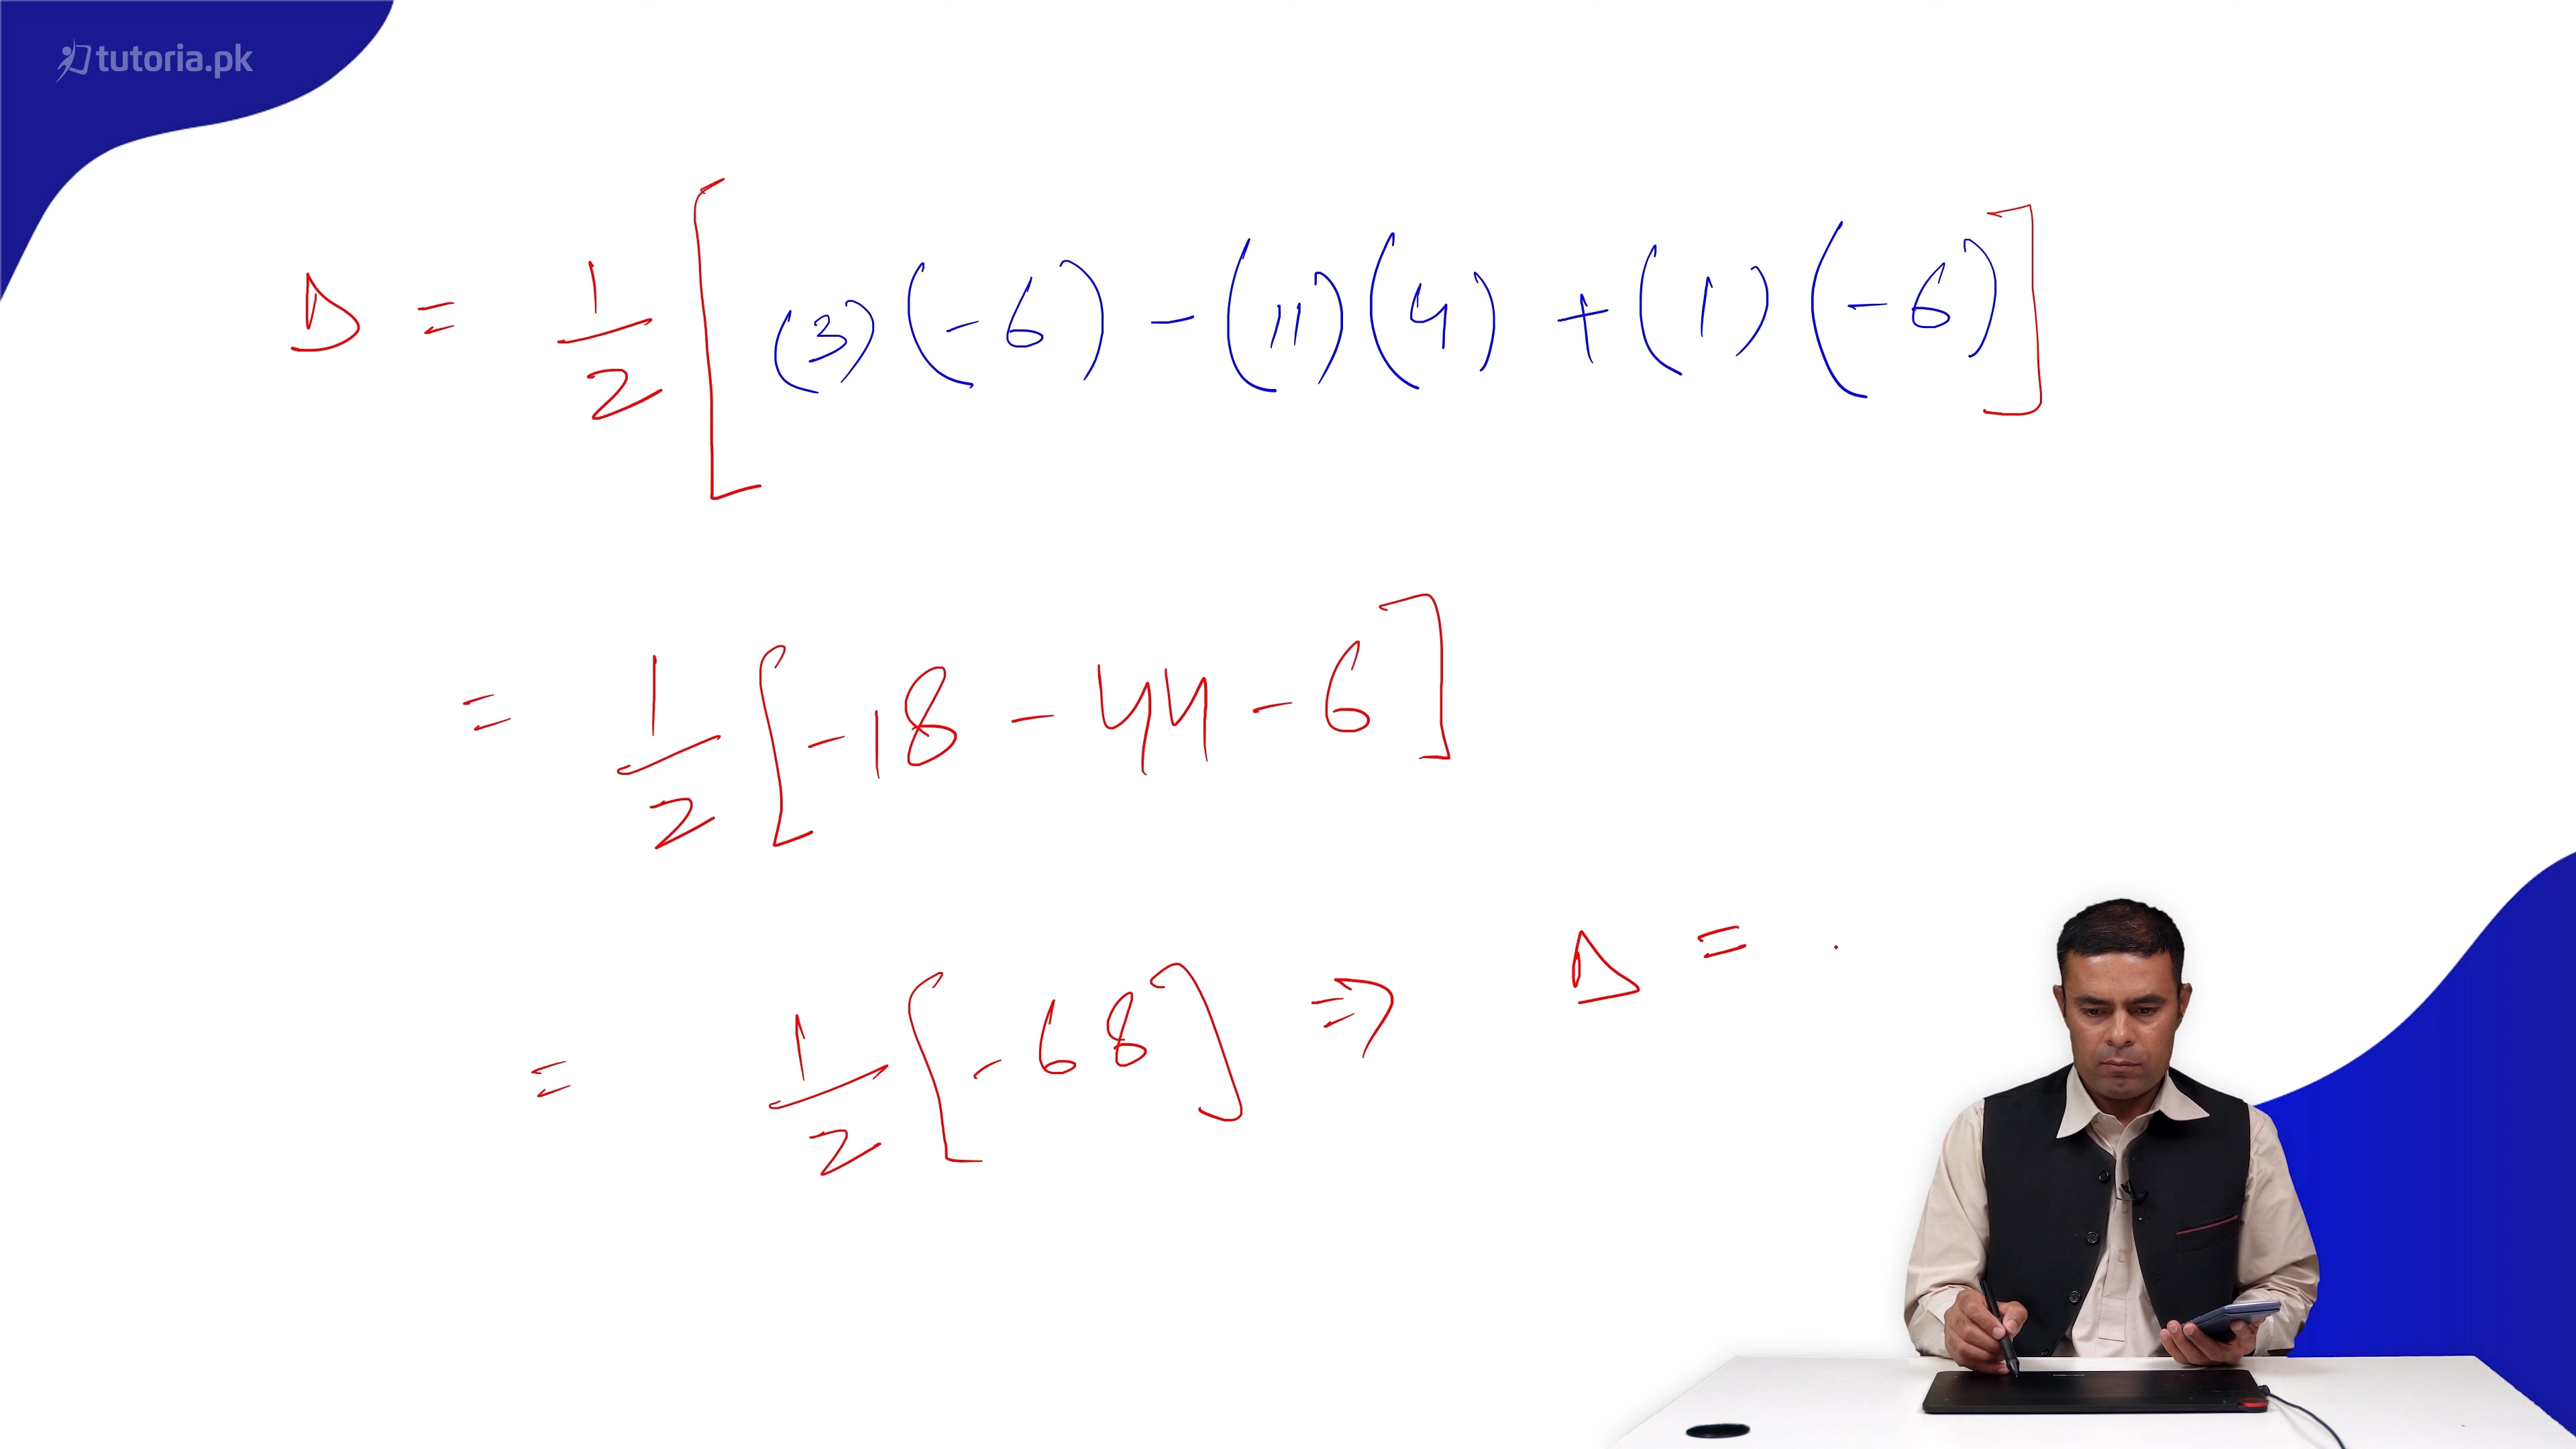 tutoria.pk
Δ = 1/2 [(3)(-6) - (11)(4) + (1)(-6)]
= 1/2 [-18 - 44 - 6]
= 1/2 [-68] ⇒ Δ = .